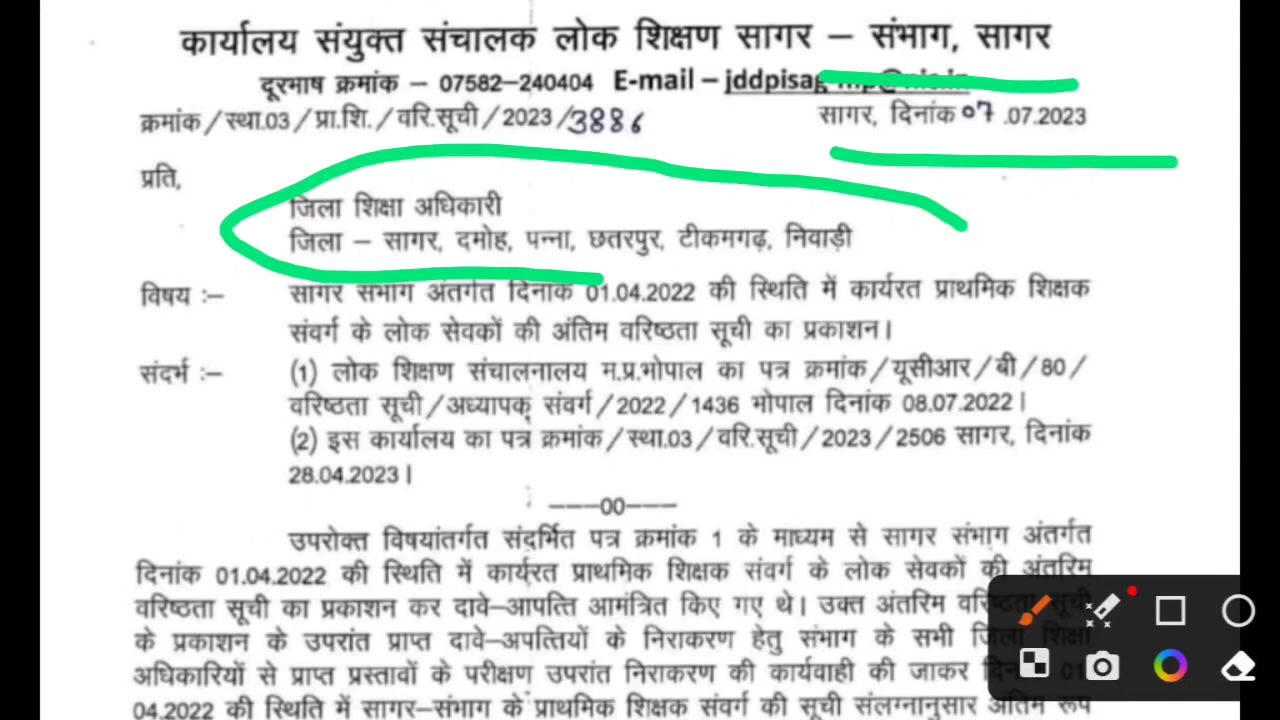 कार्यालय संयुक्त संचालक लोक शिक्षण सागर – संभाग, सागर
दूरभाष क्रमांक – 07582–240404 E-mail –
क्रमांक/स्था.03/प्रा.शि./वरि.सूची/2023/3886 सागर, दिनांक 07.07.2023
प्रति,
जिला शिक्षा अधिकारी
जिला – सागर, दमोह, पन्ना, छतरपुर, टीकमगढ़, निवाड़ी
विषय :– सागर संभाग अंतर्गत दिनांक 01.04.2022 की स्थिति में कार्यरत प्राथमिक शिक्षक
संवर्ग के लोक सेवकों की अंतिम वरिष्ठता सूची का प्रकाशन।
संदर्भ :– (1) लोक शिक्षण संचालनालय म.प्र.भोपाल का पत्र क्रमांक/यूसीआर/बी/80/
वरिष्ठता सूची/अध्यापक संवर्ग/2022/1436 भोपाल दिनांक 08.07.2022।
(2) इस कार्यालय का पत्र क्रमांक/स्था.03/वरि.सूची/2023/2506 सागर, दिनांक
28.04.2023।
–––00–––
उपरोक्त विषयांतर्गत संदर्भित पत्र क्रमांक 1 के माध्यम से सागर संभाग अंतर्गत
दिनांक 01.04.2022 की स्थिति में कार्यरत प्राथमिक शिक्षक संवर्ग के लोक सेवकों की अंतरिम
वरिष्ठता सूची का प्रकाशन कर दावे–आपत्ति आमंत्रित किए गए थे। उक्त अंतरिम वरिष्ठता सूची
के प्रकाशन के उपरांत प्राप्त दावे–अपत्तियों के निराकरण हेतु संभाग के सभी जिला शिक्षा
अधिकारियों से प्राप्त प्रस्तावों के परीक्षण उपरांत निराकरण की कार्यवाही की जाकर 01
04.2022 की स्थिति में सागर–संभाग के प्राथमिक शिक्षक संवर्ग की सूची संलग्नानुसार अंतिम रूप